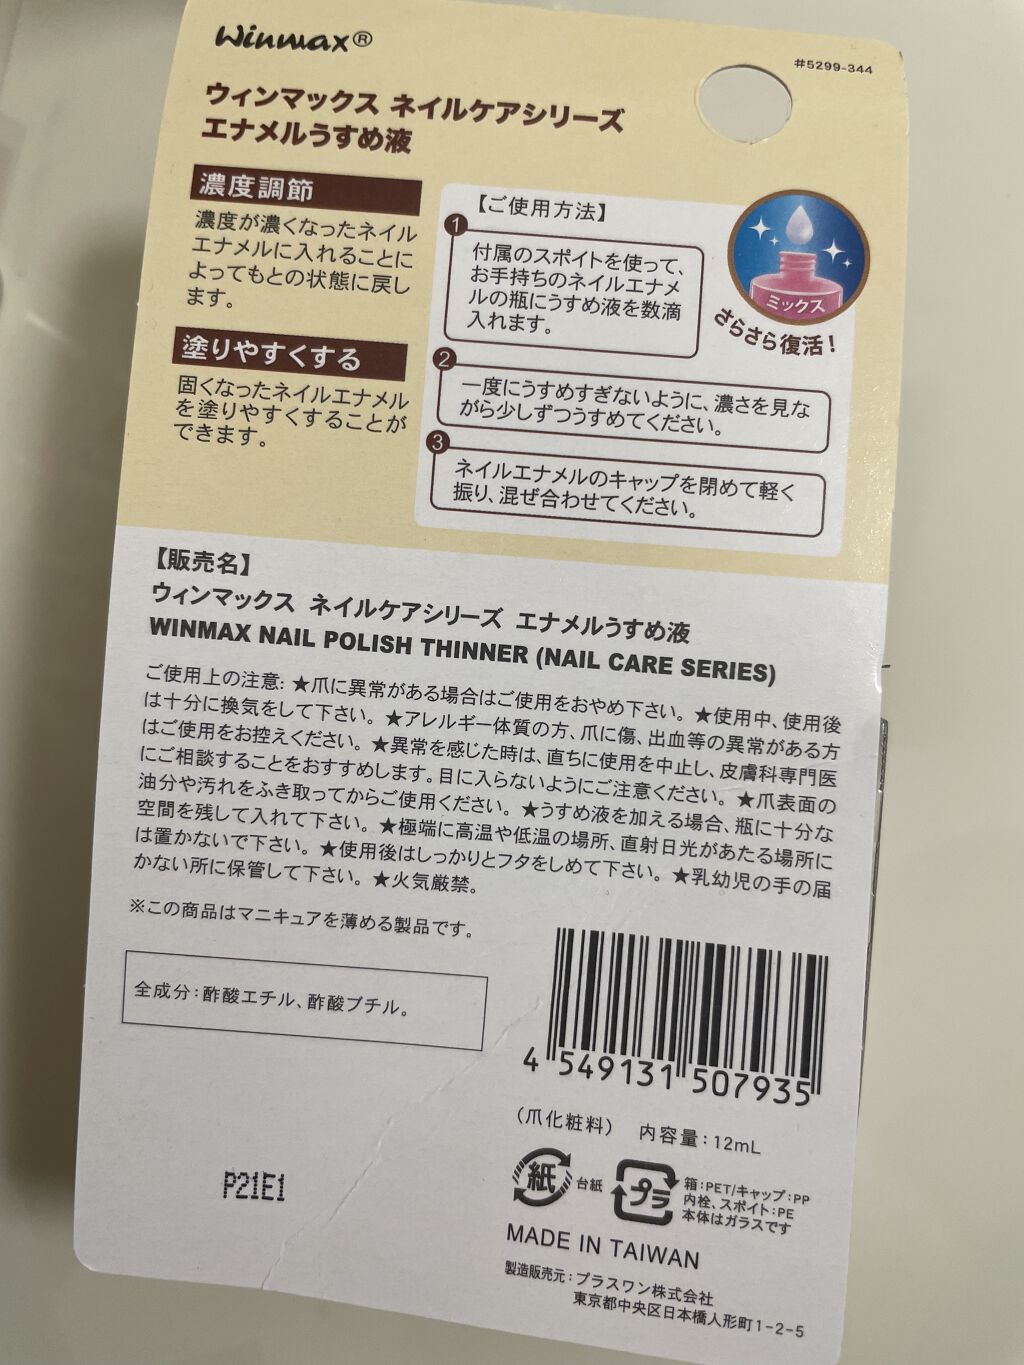 Winmax®
#5299-344
ウィンマックス ネイルケアシリーズ
エナメルうすめ液
濃度調節
濃度が濃くなったネイル
エナメルに入れることに
よってもとの状態に戻し
ます。
塗りやすくする
固くなったネイルエナメル
を塗りやすくすることが
できます。
【ご使用方法】
1
付属のスポイトを使って、
お手持ちのネイルエナメ
ルの瓶にうすめ液を数滴
入れます。
ミックス
さらさら復活!
2
一度にうすめすぎないように、濃さを見な
がら少しずつうすめてください。
3
ネイルエナメルのキャップを閉めて軽く
振り、混ぜ合わせてください。
【販売名】
ウィンマックス ネイルケアシリーズ エナメルうすめ液
WINMAX NAIL POLISH THINNER (NAIL CARE SERIES)
ご使用上の注意: ★爪に異常がある場合はご使用をおやめ下さい。★使用中、使用後
は十分に換気をして下さい。★アレルギー体質の方、爪に傷、出血等の異常がある方
はご使用をお控えください。★異常を感じた時は、直ちに使用を中止し、皮膚科専門医
にご相談することをおすすめします。目に入らないようにご注意ください。★爪表面の
油分や汚れをふき取ってからご使用ください。★うすめ液を加える場合、瓶に十分な
空間を残して入れて下さい。★極端に高温や低温の場所、直射日光があたる場所に
は置かないで下さい。★使用後はしっかりとフタをしめて下さい。★乳幼児の手の届
かない所に保管して下さい。★火気厳禁。
※この商品はマニキュアを薄める製品です。
全成分:酢酸エチル、酢酸ブチル。
4 549131 507935
(爪化粧料) 内容量:12mL
紙 台紙
プラ 箱:PET/キャップ:PP
内栓、スポイト:PE
本体はガラスです
P21E1
MADE IN TAIWAN
製造販売元:プラスワン株式会社
東京都中央区日本橋人形町1-2-5